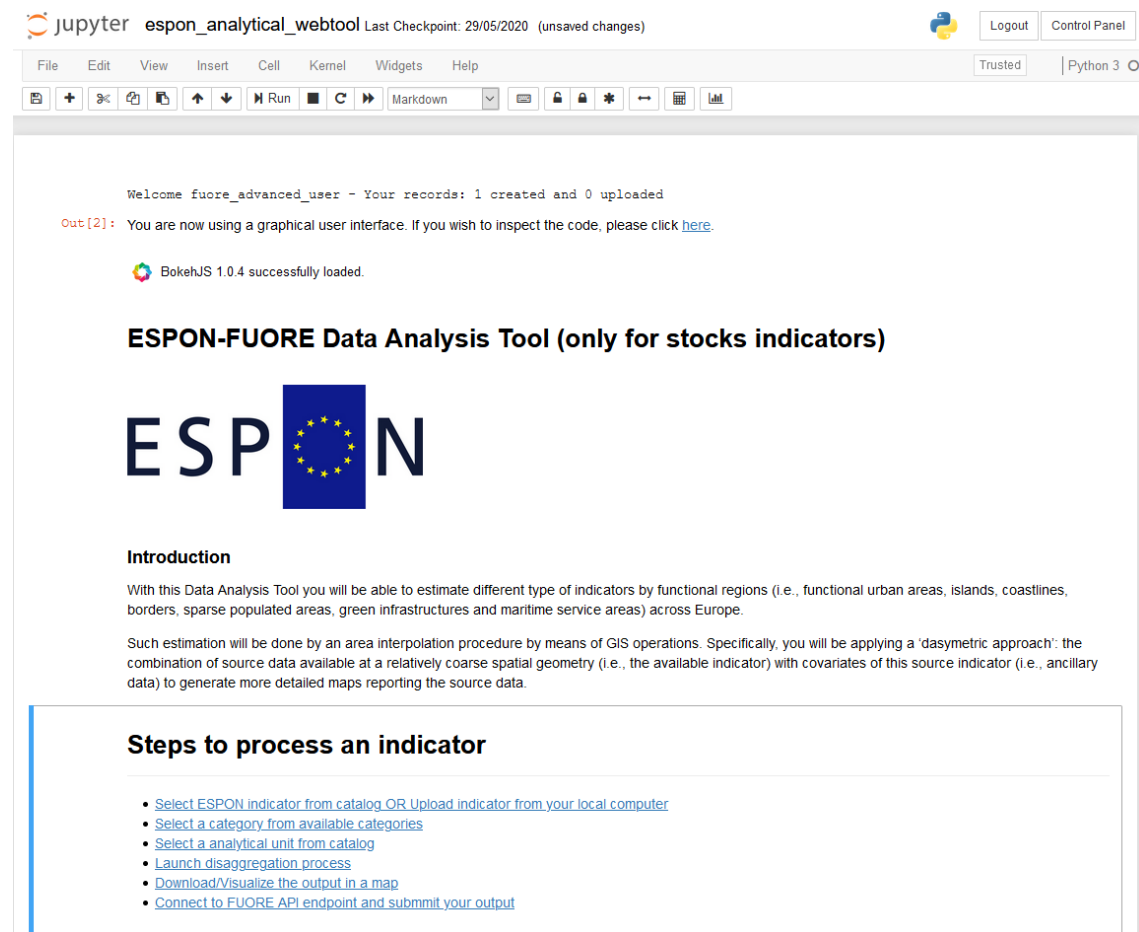 jupyter espon_analytical_webtool Last Checkpoint: 29/05/2020 (unsaved changes) Logout Control Panel
File Edit View Insert Cell Kernel Widgets Help Trusted Python 3
Run Markdown
Welcome fuore_advanced_user - Your records: 1 created and 0 uploaded
Out[2]: You are now using a graphical user interface. If you wish to inspect the code, please click here.
BokehJS 1.0.4 successfully loaded.
ESPON-FUORE Data Analysis Tool (only for stocks indicators)
ESPON
Introduction
With this Data Analysis Tool you will be able to estimate different type of indicators by functional regions (i.e., functional urban areas, islands, coastlines,
borders, sparse populated areas, green infrastructures and maritime service areas) across Europe.
Such estimation will be done by an area interpolation procedure by means of GIS operations. Specifically, you will be applying a ‘dasymetric approach’: the
combination of source data available at a relatively coarse spatial geometry (i.e., the available indicator) with covariates of this source indicator (i.e., ancillary
data) to generate more detailed maps reporting the source data.
Steps to process an indicator
• Select ESPON indicator from catalog OR Upload indicator from your local computer
• Select a category from available categories
• Select a analytical unit from catalog
• Launch disaggregation process
• Download/Visualize the output in a map
• Connect to FUORE API endpoint and submmit your output